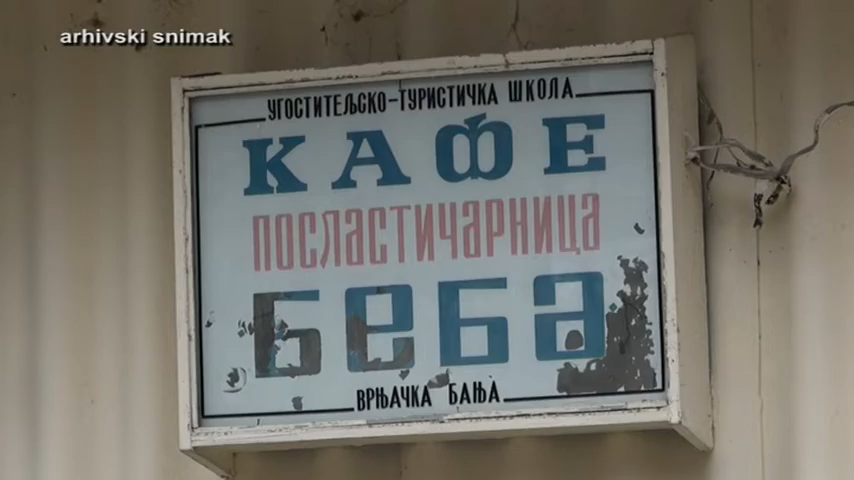 arhivski snimak
УГОСТИТЕЉСКО-ТУРИСТИЧКА ШКОЛА
КАФЕ
ПОСЛАСТИЧАРНИЦА
БеБа
ВРЊАЧКА БАЊА